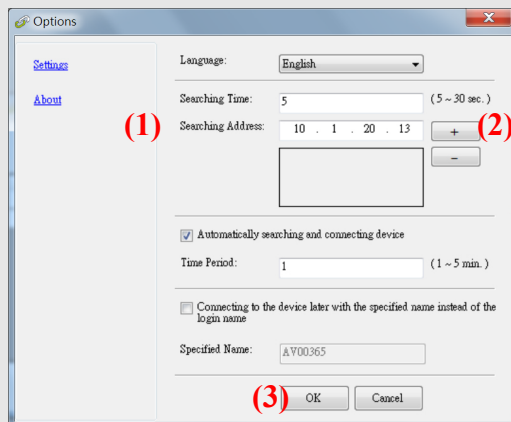 Options
X
Settings
About
Language: English
Searching Time: 5 ( 5 ~ 30 sec. )
(1) Searching Address: 10 . 1 . 20 . 13 + (2)
–
Automatically searching and connecting device
Time Period: 1 ( 1 ~ 5 min. )
Connecting to the device later with the specified name instead of the
login name
Specified Name: AV00365
(3) OK Cancel